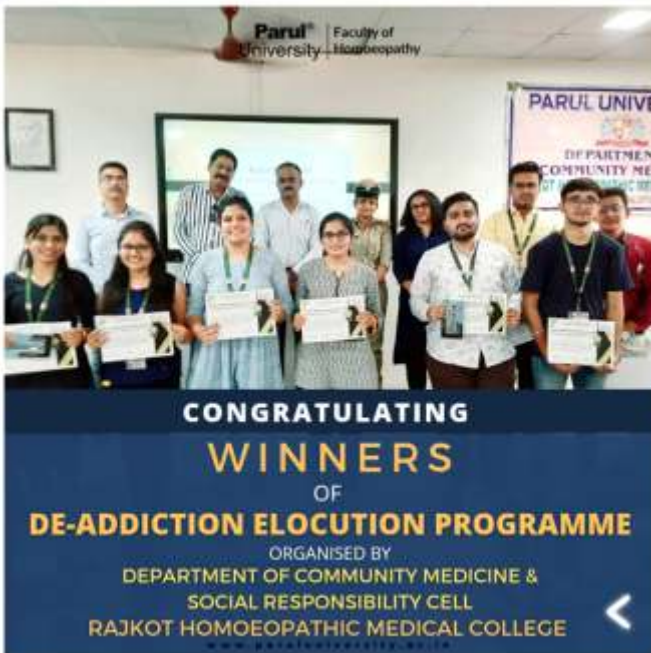 Parul® Faculty of
University Homoeopathy
PARUL UNIVE
DEPARTMEN
COMMUNITY ME
CONGRATULATING
WINNERS
OF
DE-ADDICTION ELOCUTION PROGRAMME
ORGANISED BY
DEPARTMENT OF COMMUNITY MEDICINE &
SOCIAL RESPONSIBILITY CELL
RAJKOT HOMOEOPATHIC MEDICAL COLLEGE
www.paruluniversity.ac.in